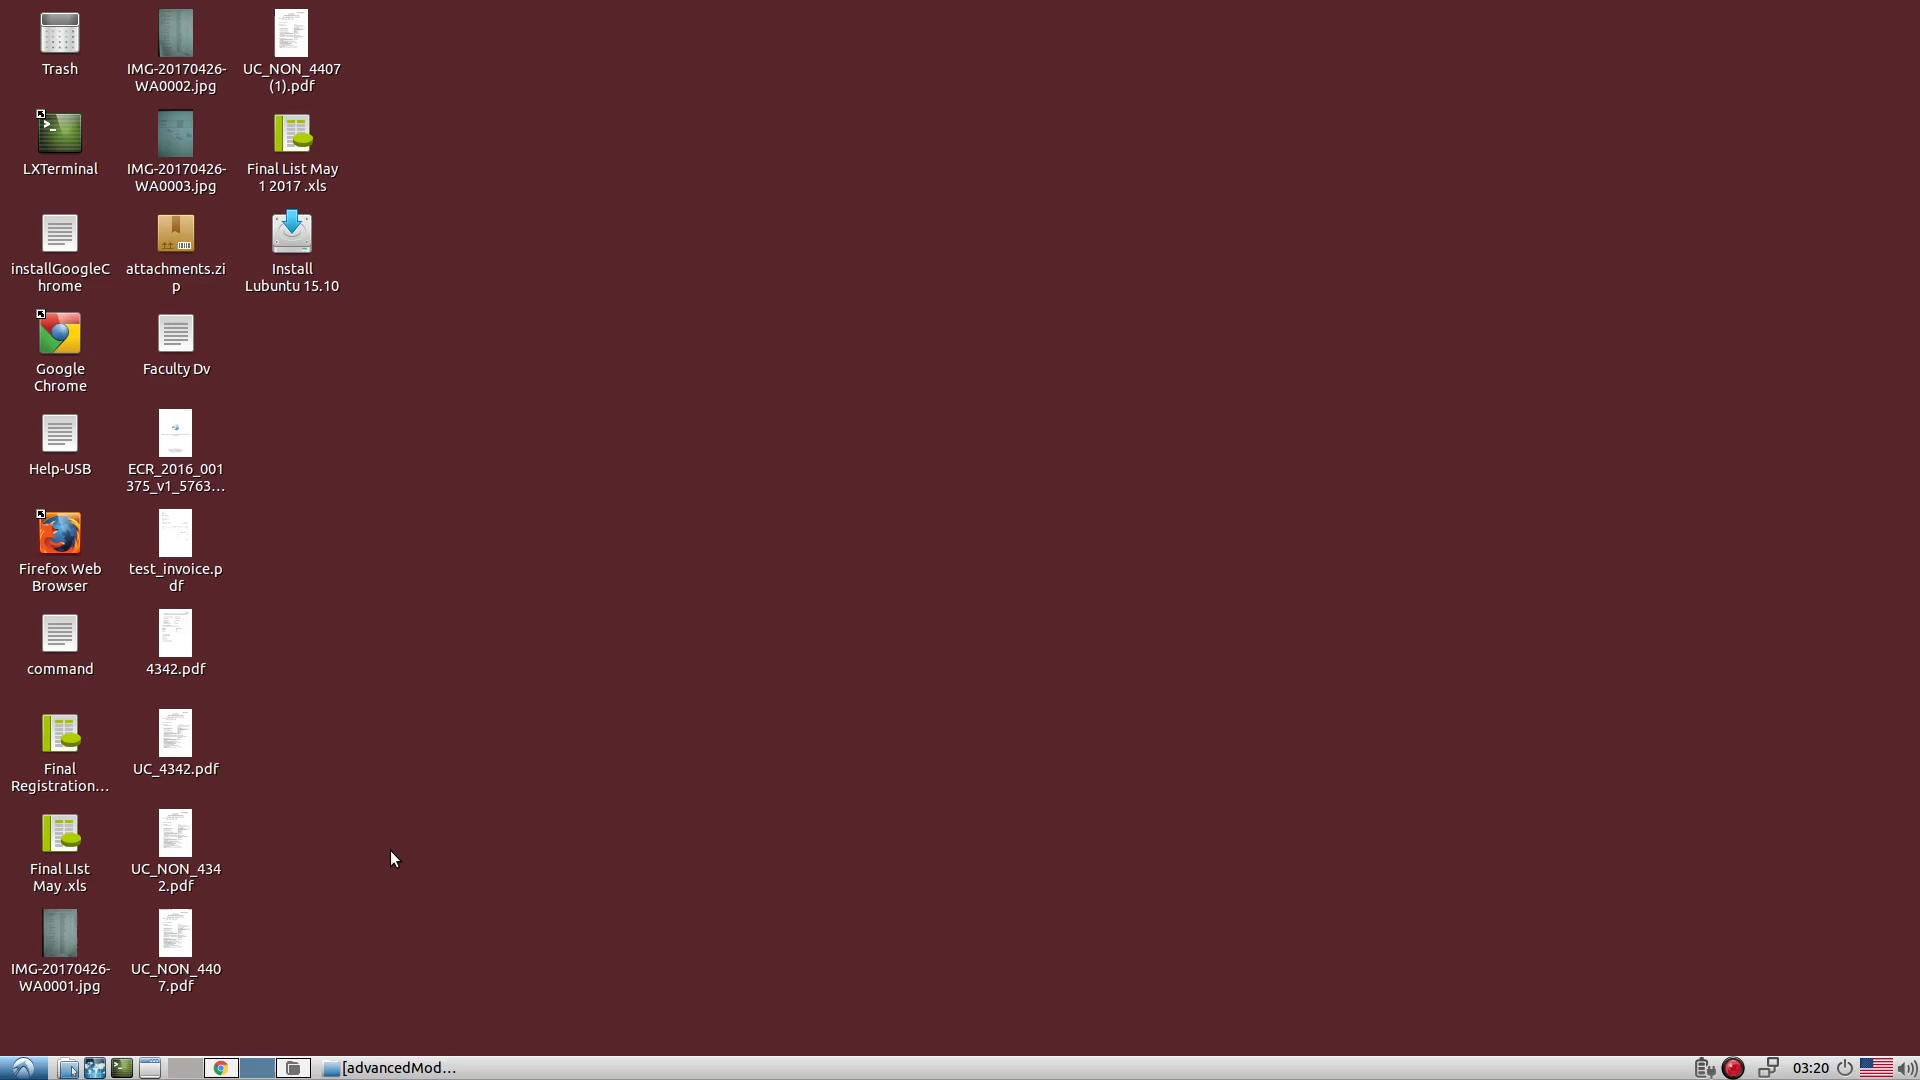 Trash
LXTerminal
installGoogleC
hrome
Google
Chrome
Help-USB
Firefox Web
Browser
command
Final
Registration...
Final LIst
May .xls
IMG-20170426-
WA0001.jpg
IMG-20170426-
WA0002.jpg
IMG-20170426-
WA0003.jpg
attachments.zi
p
Faculty Dv
ECR_2016_001
375_v1_5763...
test_invoice.p
df
4342.pdf
UC_4342.pdf
UC_NON_434
2.pdf
UC_NON_440
7.pdf
UC_NON_4407
(1).pdf
Final List May
1 2017 .xls
Install
Lubuntu 15.10
[advancedMod...
03:20